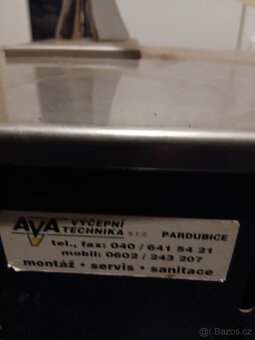 AVA VÝČEPNÍ
TECHNIKA s.r.o. PARDUBICE
tel., fax: 040 / 641 54 21
mobil: 0602 / 243 207
montáž • servis • sanitace
© Bazos.cz